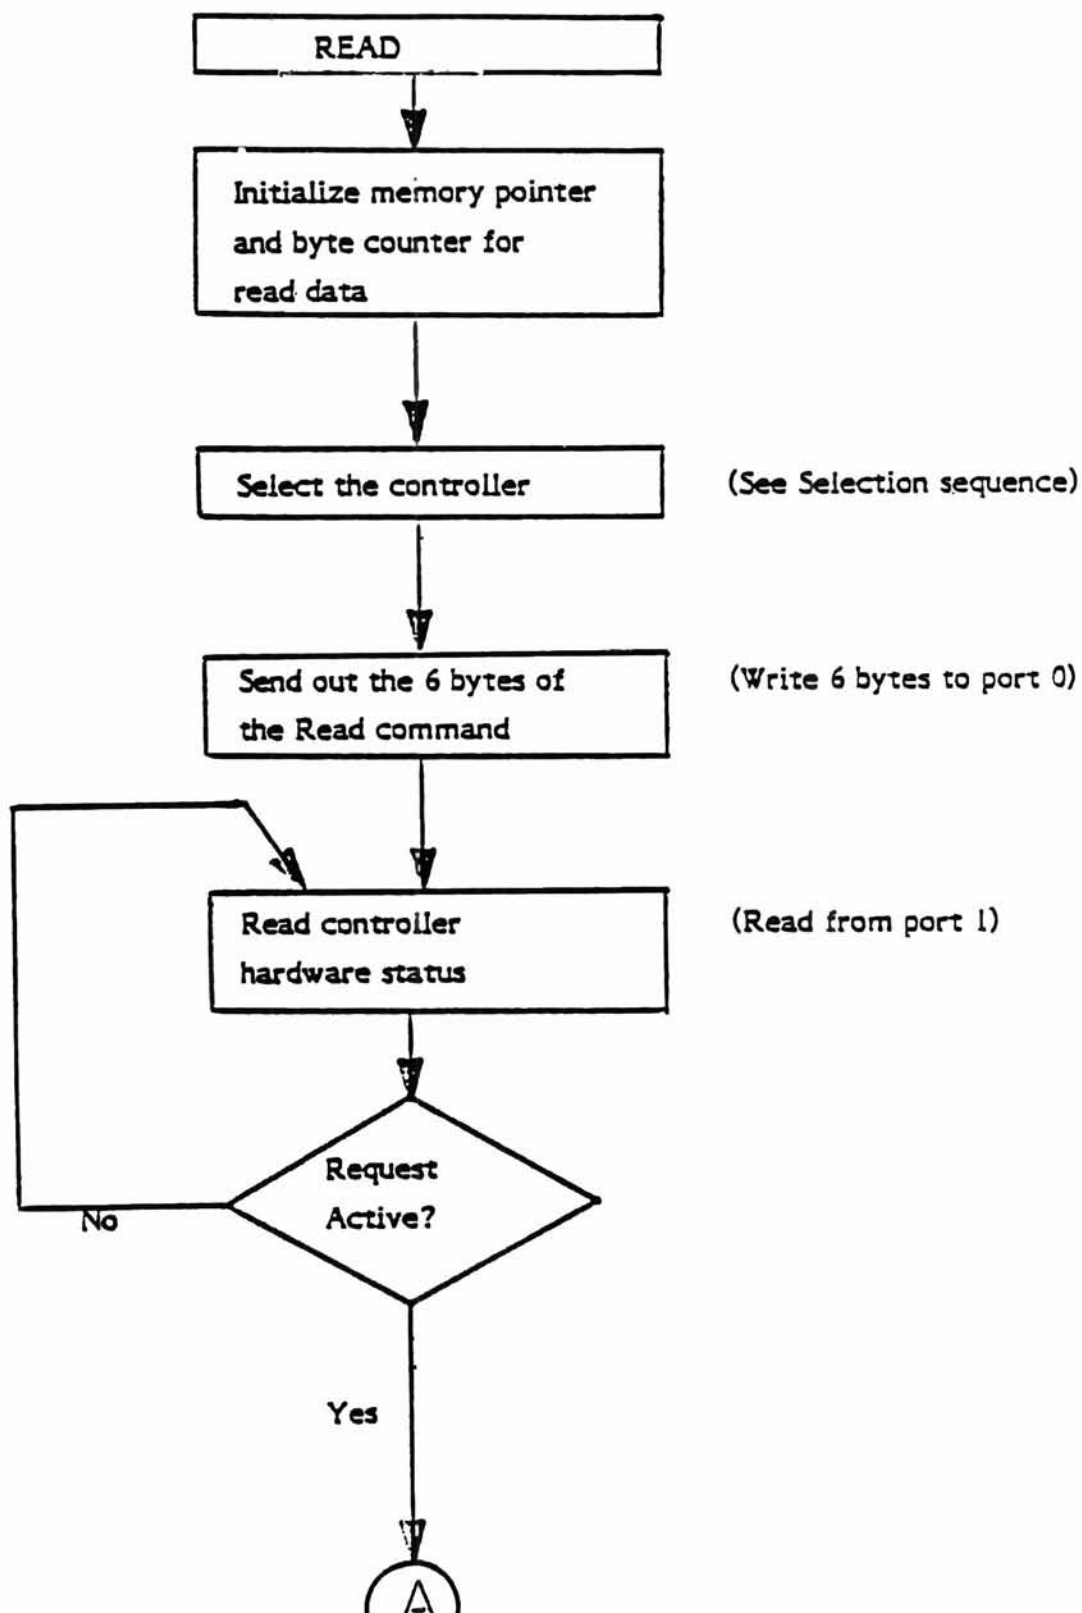 READ
Initialize memory pointer
and byte counter for
read data
Select the controller
(See Selection sequence)
Send out the 6 bytes of
the Read command
(Write 6 bytes to port 0)
Read controller
hardware status
(Read from port 1)
Request
Active?
No
Yes
A